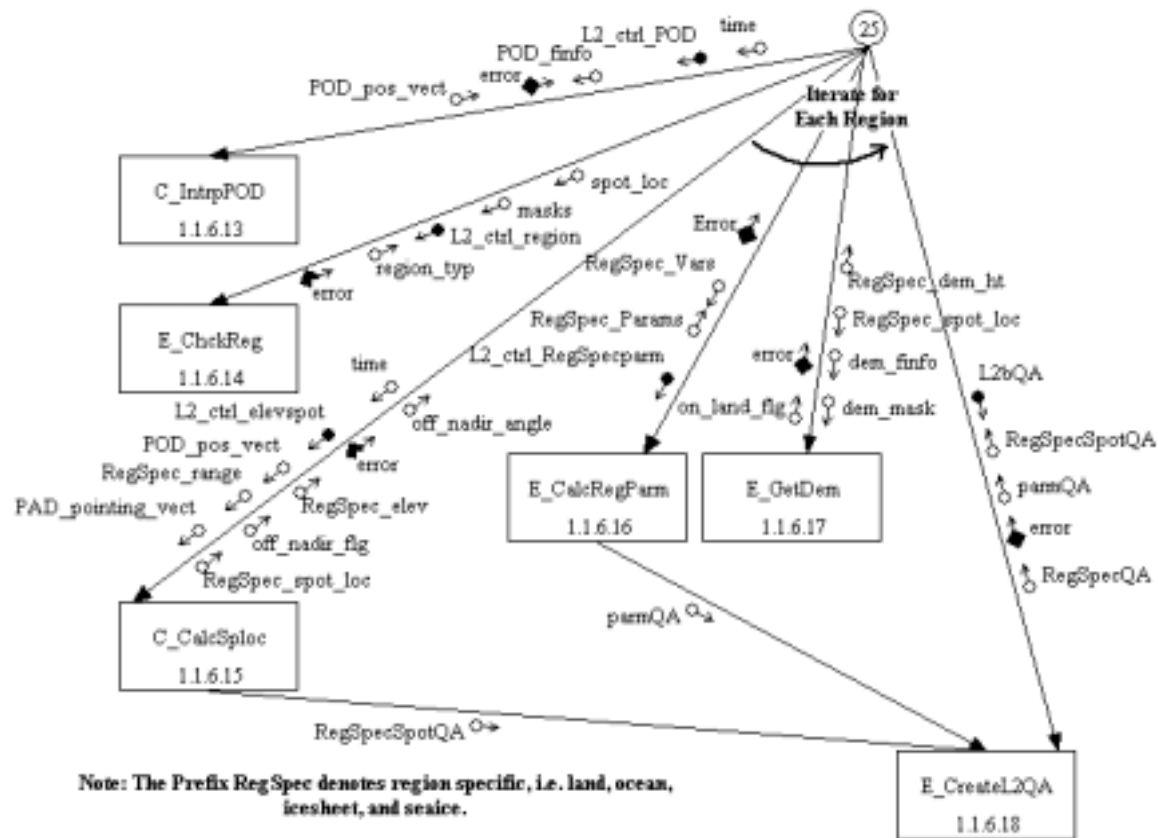 25
time
L2_ctrl_POD
POD_finfo
error
POD_pos_vect
Iterate for
Each Region
C_IntrpPOD
1.1.6.13
spot_loc
masks
L2_ctrl_region
region_typ
error
E_ChckReg
1.1.6.14
Error
RegSpec_Vars
RegSpec_Params
L2_ctrl_RegSpecparm
RegSpec_dem_ht
RegSpec_spot_loc
error
dem_finfo
on_land_flg
dem_mask
L2bQA
RegSpecSpotQA
parmQA
error
RegSpecQA
time
L2_ctrl_elevspot
off_nadir_angle
POD_pos_vect
error
RegSpec_range
RegSpec_elev
PAD_pointing_vect
off_nadir_flg
RegSpec_spot_loc
E_CalcRegParm
1.1.6.16
E_GetDem
1.1.6.17
C_CalcSploc
1.1.6.15
parmQA
RegSpecSpotQA
E_CreateL2QA
1.1.6.18
Note: The Prefix RegSpec denotes region specific, i.e. land, ocean,
icesheet, and seaice.